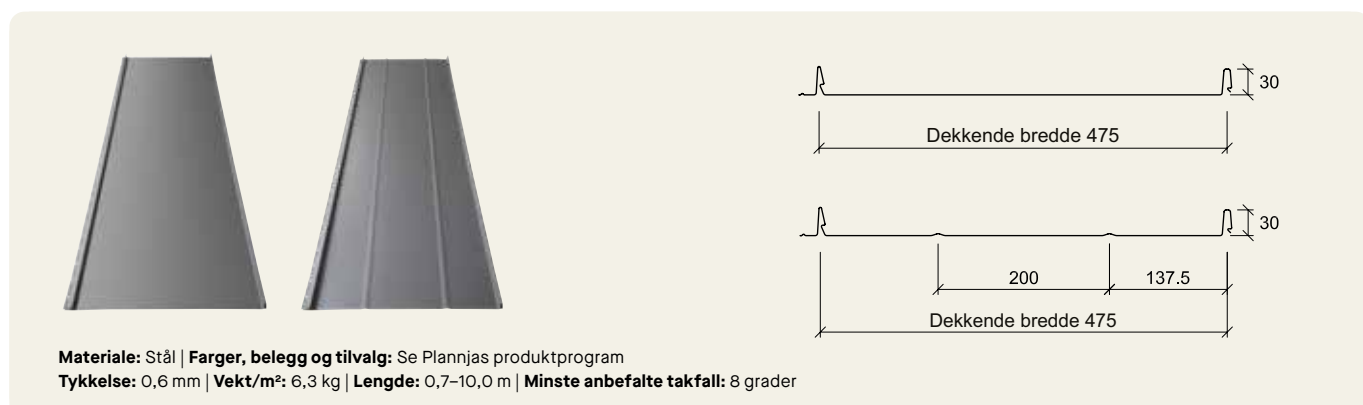 30
Dekkende bredde 475
30
200
137.5
Dekkende bredde 475
Materiale: Stål | Farger, belegg og tilvalg: Se Plannjas produktprogram
Tykkelse: 0,6 mm | Vekt/m²: 6,3 kg | Lengde: 0,7–10,0 m | Minste anbefalte takfall: 8 grader